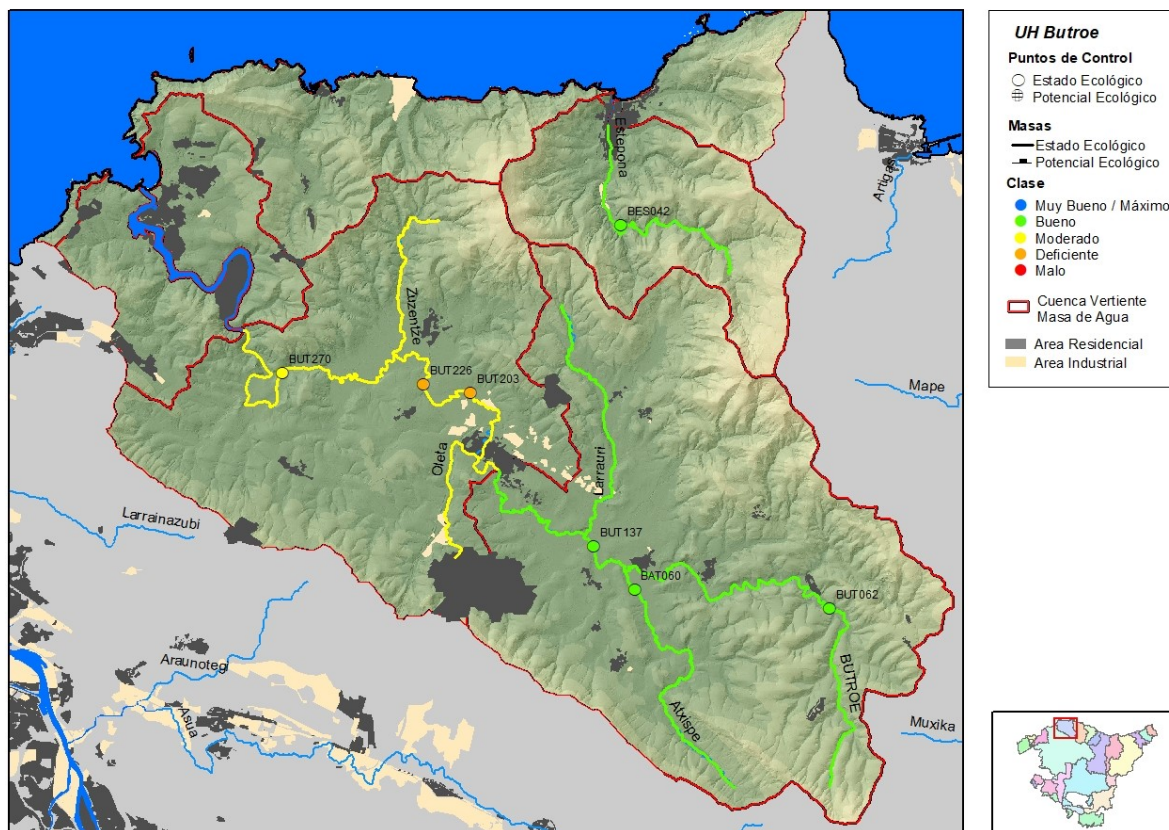 Estepona
BES042
Artigas
Zuzentze
BUT270
BUT226
BUT203
Mape
Oleta
Larrauri
Larrainazubi
BUT137
BAT060
BUT062
Araunotegi
Asua
Atxispe
BUTROE
Muxika
UH Butroe
Puntos de Control
Estado Ecológico
Potencial Ecológico
Masas
Estado Ecológico
Potencial Ecológico
Clase
Muy Bueno / Máximo
Bueno
Moderado
Deficiente
Malo
Cuenca Vertiente
Masa de Agua
Area Residencial
Area Industrial